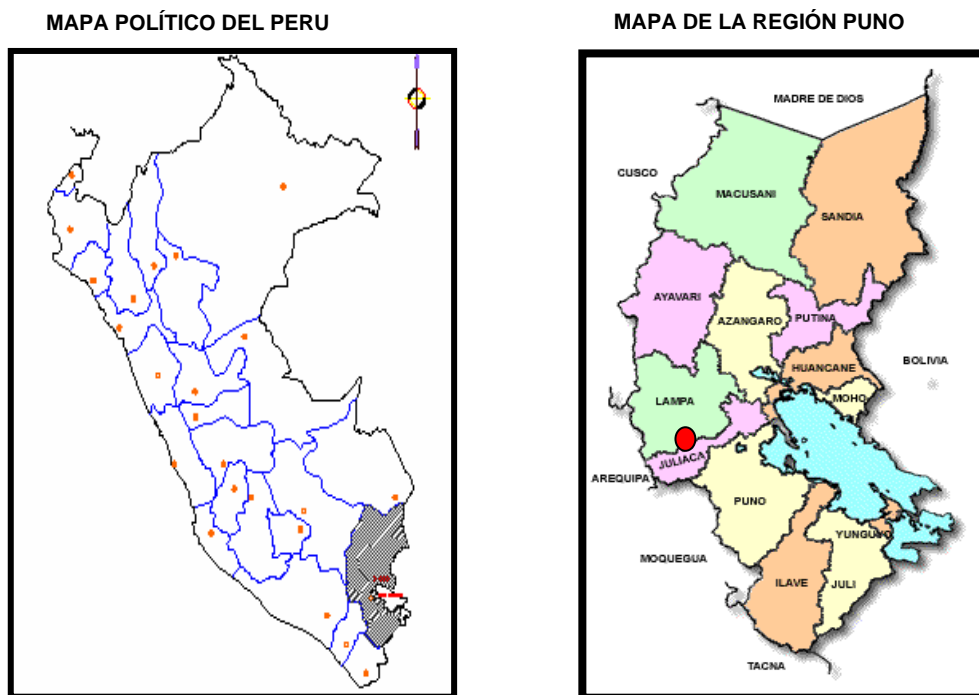 MAPA POLÍTICO DEL PERU
MAPA DE LA REGIÓN PUNO
MADRE DE DIOS
CUSCO
MACUSANI
SANDIA
AYAVARI
AZANGARO
PUTINA
HUANCANE
BOLIVIA
MOHO
LAMPA
JULIACA
AREQUIPA
PUNO
YUNGUYO
MOQUEGUA
ILAVE
JULI
TACNA